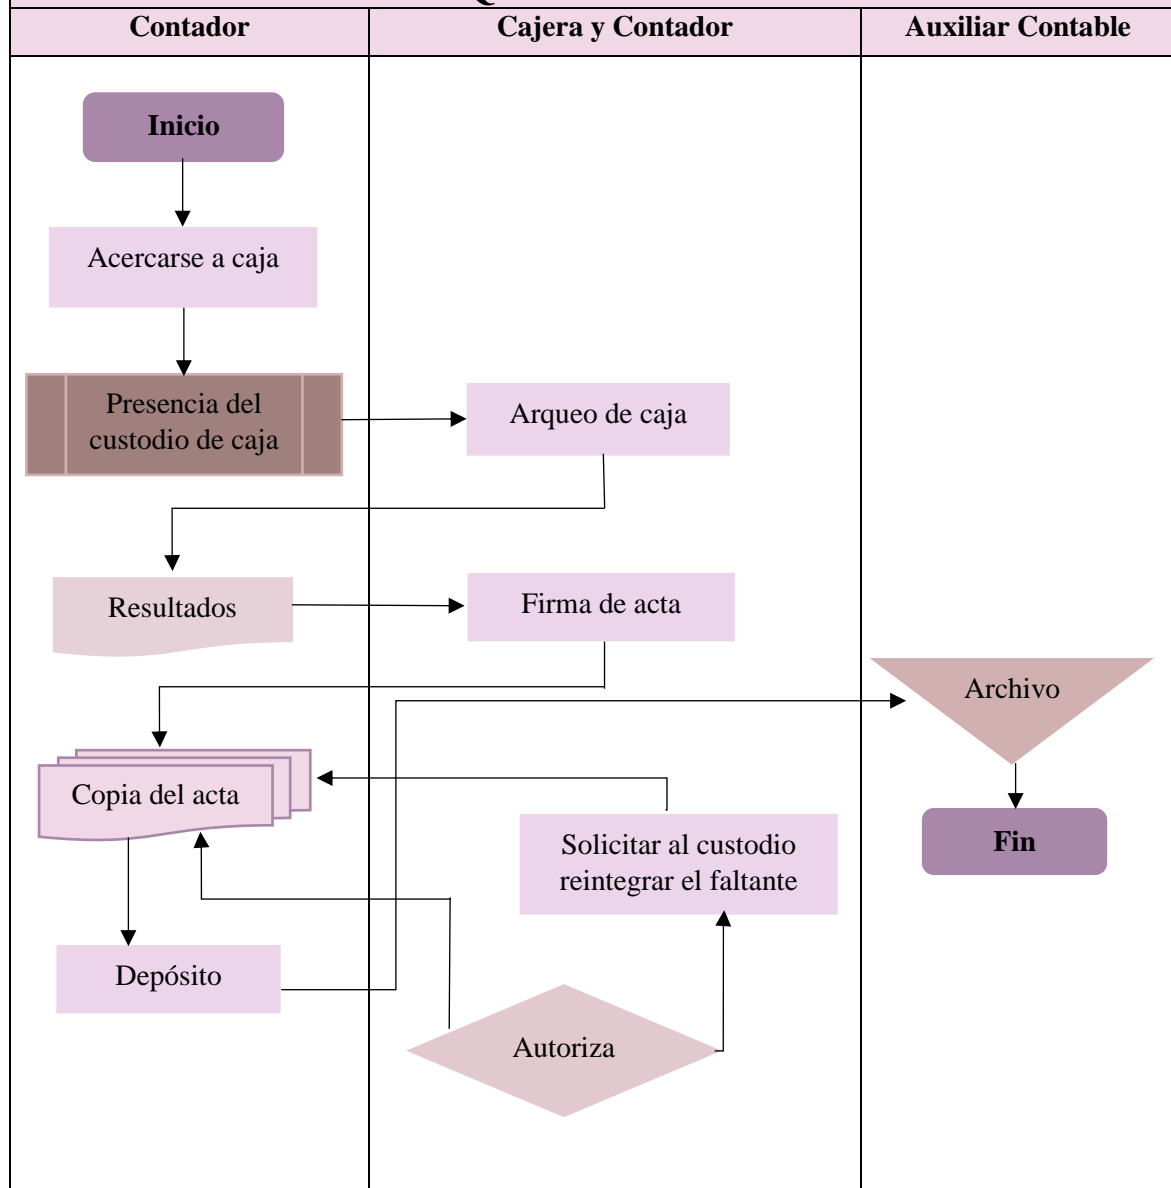 Contador
Cajera y Contador
Auxiliar Contable
Inicio
Acercarse a caja
Presencia del
custodio de caja
Arqueo de caja
Resultados
Firma de acta
Archivo
Copia del acta
Solicitar al custodio
reintegrar el faltante
Fin
Depósito
Autoriza